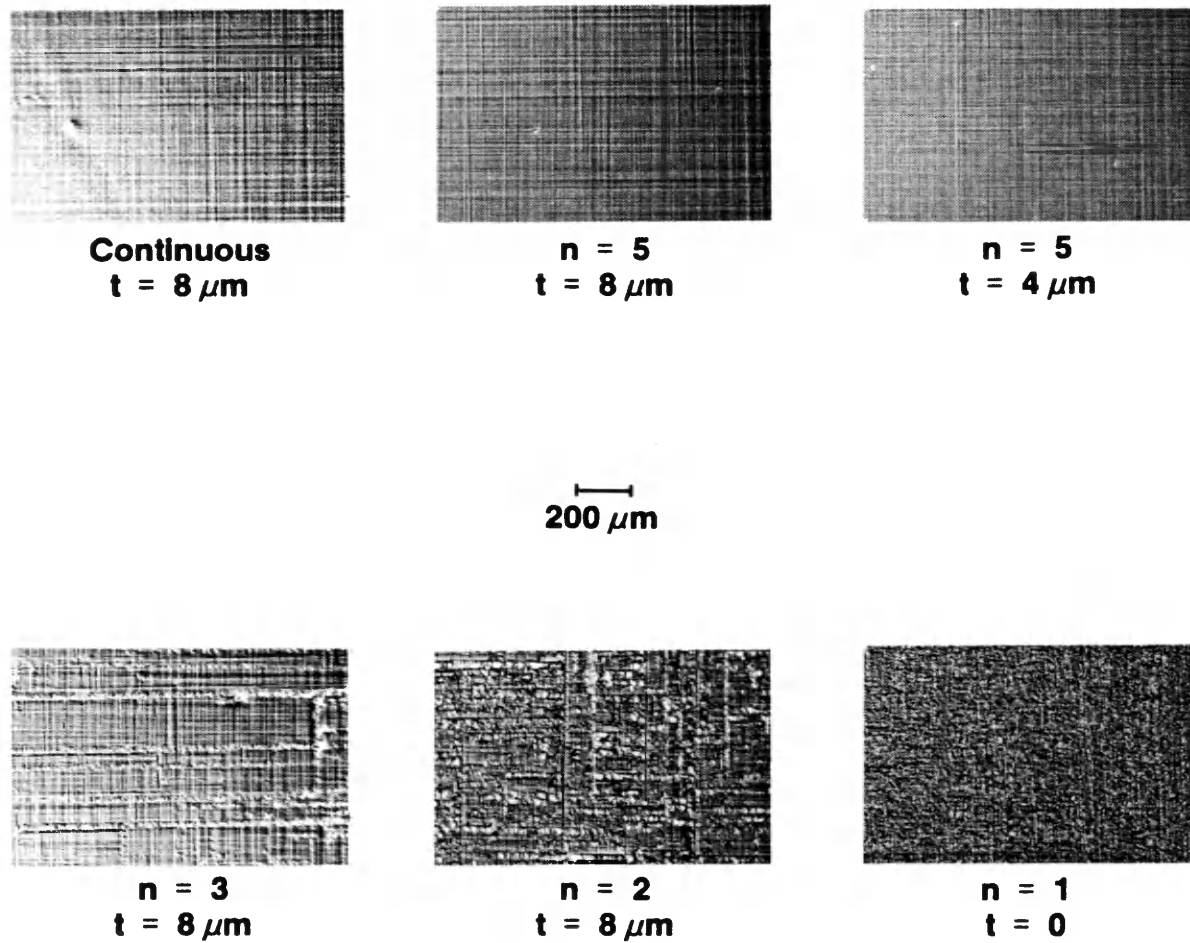 Continuous
t = 8 μm
n = 5
t = 8 μm
n = 5
t = 4 μm
200 μm
n = 3
t = 8 μm
n = 2
t = 8 μm
n = 1
t = 0